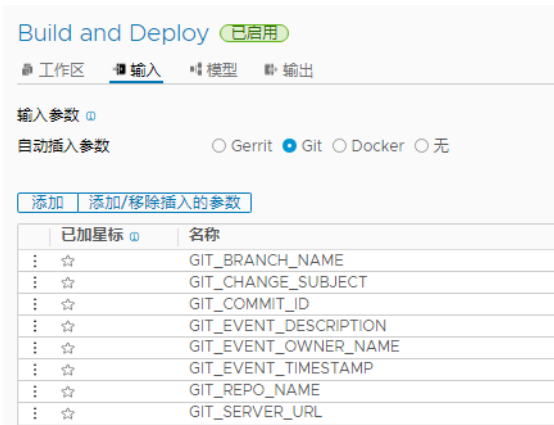 Build and Deploy 已启用
工作区 输入 模型 输出
输入参数
自动插入参数 Gerrit Git Docker 无
添加 添加/移除插入的参数
已加星标 名称
GIT_BRANCH_NAME
GIT_CHANGE_SUBJECT
GIT_COMMIT_ID
GIT_EVENT_DESCRIPTION
GIT_EVENT_OWNER_NAME
GIT_EVENT_TIMESTAMP
GIT_REPO_NAME
GIT_SERVER_URL